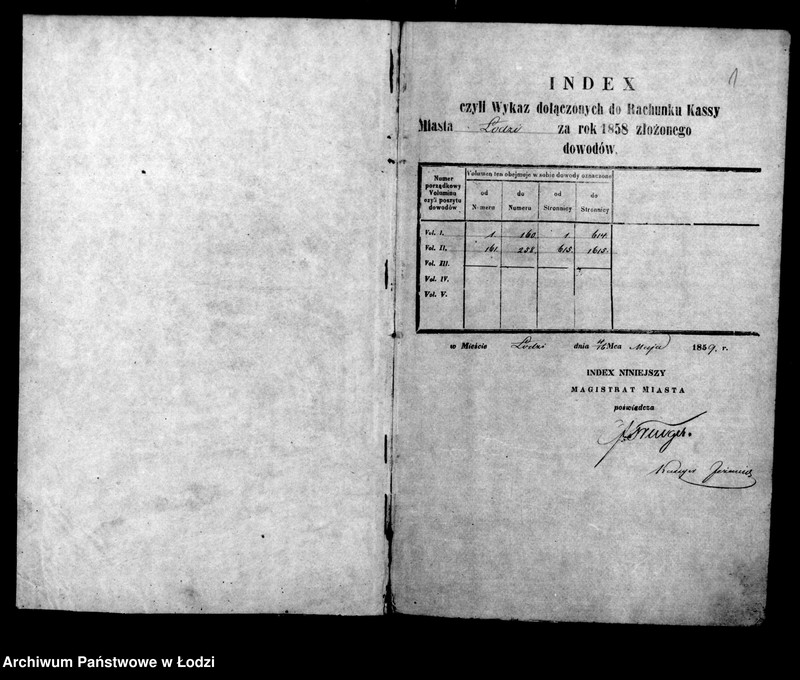 1
INDEX
czyli Wykaz dołączonych do Rachunku Kassy
Miasta Łodzi za rok 1858 złożonego
dowodów.
Numer porządkowy Voluminu czyli poszytu dowodów
Volumen ten obejmuje w sobie dowody oznaczone
od Numeru
do Numeru
od Stronnicy
do Stronnicy
Vol. I. 1. 160. 1 614.
Vol. II. 161. 288. 615. 1615.
Vol. III.
Vol. IV.
Vol. V.
w Mieście Łodzi dnia 4/16 Mca Maja 1859. r.
INDEX NINIEJSZY
MAGISTRAT MIASTA
poświadcza
Archiwum Państwowe w Łodzi